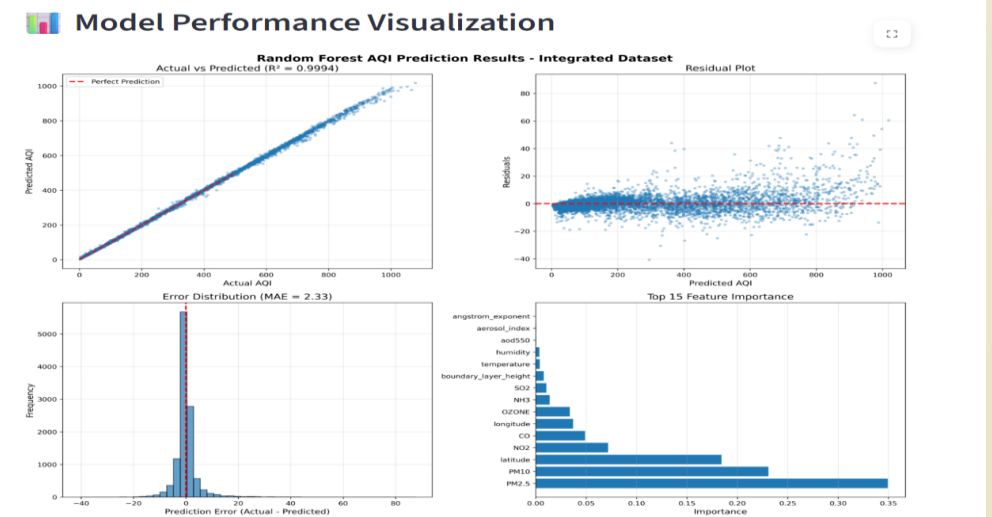 Model Performance Visualization
Random Forest AQI Prediction Results - Integrated Dataset
Actual vs Predicted (R² = 0.9994)
Perfect Prediction
Predicted AQI
1000
800
600
400
200
0
0 200 400 600 800 1000
Actual AQI
Residual Plot
Residuals
80
60
40
20
0
−20
−40
0 200 400 600 800 1000
Predicted AQI
Error Distribution (MAE = 2.33)
Frequency
5000
4000
3000
2000
1000
0
−40 −20 0 20 40 60 80
Prediction Error (Actual - Predicted)
Top 15 Feature Importance
angstrom_exponent
aerosol_index
aod550
humidity
temperature
boundary_layer_height
SO2
NH3
OZONE
longitude
CO
NO2
latitude
PM10
PM2.5
0.00 0.05 0.10 0.15 0.20 0.25 0.30 0.35
Importance